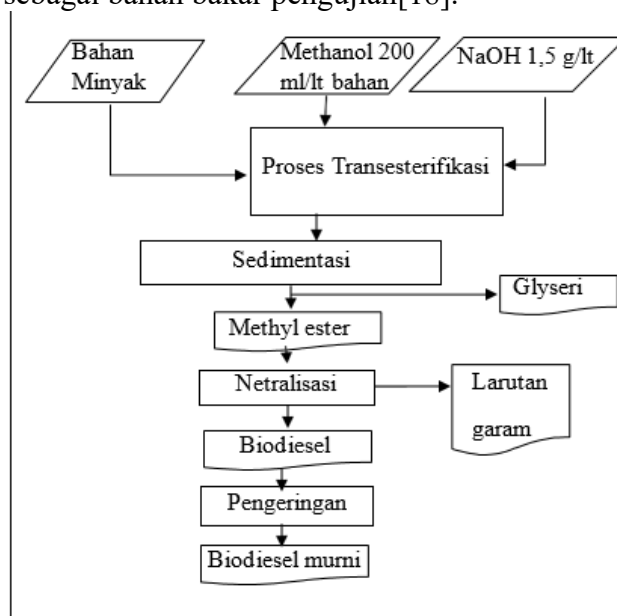 sebagai bahan bakar pengujian[18].
Bahan
Minyak
Methanol 200
ml/lt bahan
NaOH 1,5 g/lt
Proses Transesterifikasi
Sedimentasi
Glyseri
Methyl ester
Netralisasi
Larutan
garam
Biodiesel
Pengeringan
Biodiesel murni